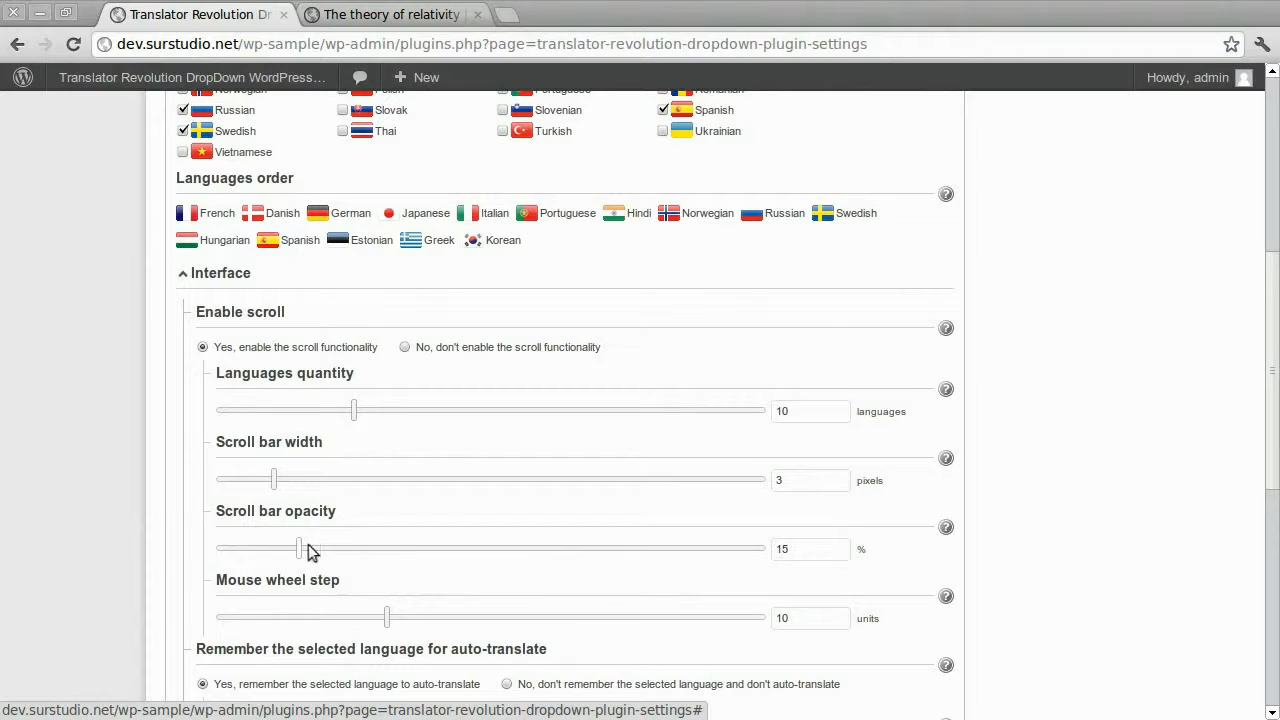 Translator Revolution Dr
The theory of relativity
dev.surstudio.net/wp-sample/wp-admin/plugins.php?page=translator-revolution-dropdown-plugin-settings
Translator Revolution DropDown WordPress… New Howdy, admin
Norwegian Polish Portuguese Romanian
Russian Slovak Slovenian Spanish
Swedish Thai Turkish Ukrainian
Vietnamese
Languages order
French Danish German Japanese Italian Portuguese Hindi Norwegian Russian Swedish
Hungarian Spanish Estonian Greek Korean
Interface
Enable scroll
Yes, enable the scroll functionality No, don't enable the scroll functionality
Languages quantity
10 languages
Scroll bar width
3 pixels
Scroll bar opacity
15 %
Mouse wheel step
10 units
Remember the selected language for auto-translate
Yes, remember the selected language to auto-translate No, don't remember the selected language and don't auto-translate
dev.surstudio.net/wp-sample/wp-admin/plugins.php?page=translator-revolution-dropdown-plugin-settings#